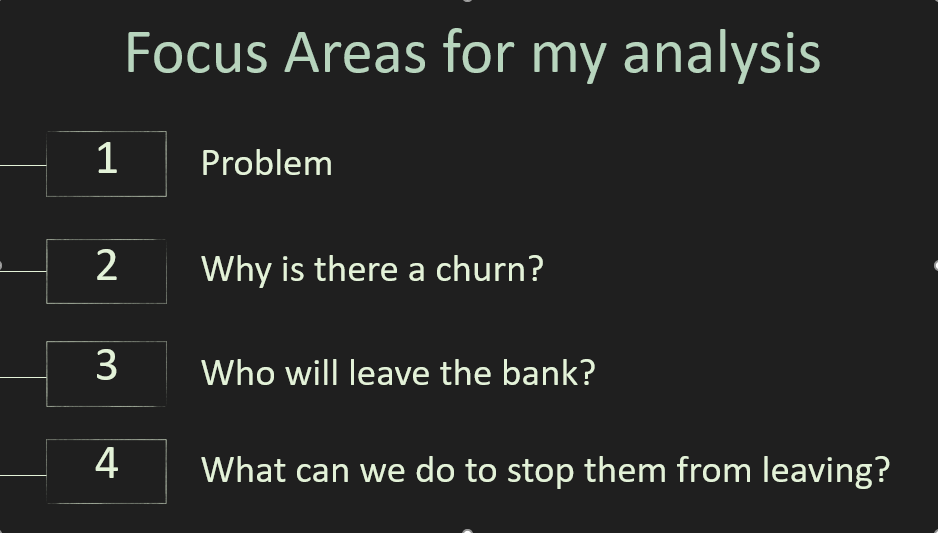 Focus Areas for my analysis
1 Problem
2 Why is there a churn?
3 Who will leave the bank?
4 What can we do to stop them from leaving?